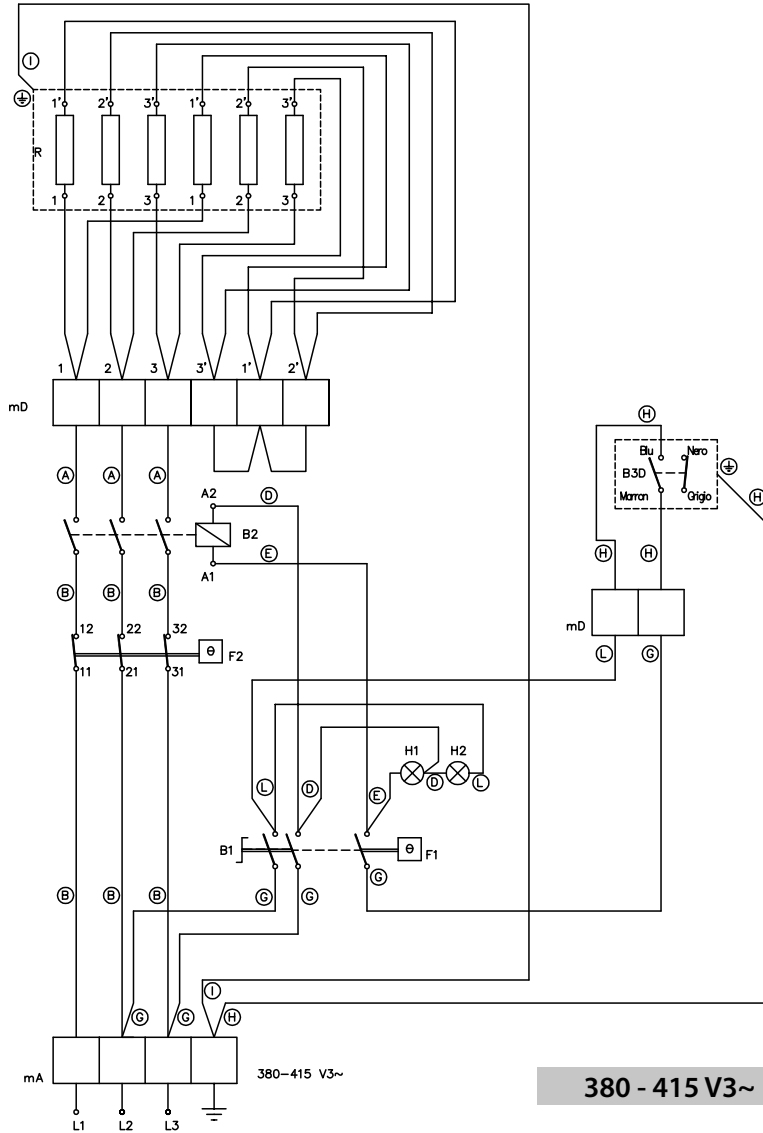 I
1' 2' 3' 1' 2' 3'
R
1 2 3 1 2 3
1 2 3 3' 1' 2'
mD
H
Blu Nero
B3D
Marron Grigio
H
A A A
A2 D
B2
E
A1
H H
B B B
mD
12 22 32
θ F2
11 21 31
L G
H1 H2
L D E D L
B1 θ F1
G
B B B G G
I
G G H
mA
380-415 V3~
380 - 415 V3~
L1 L2 L3